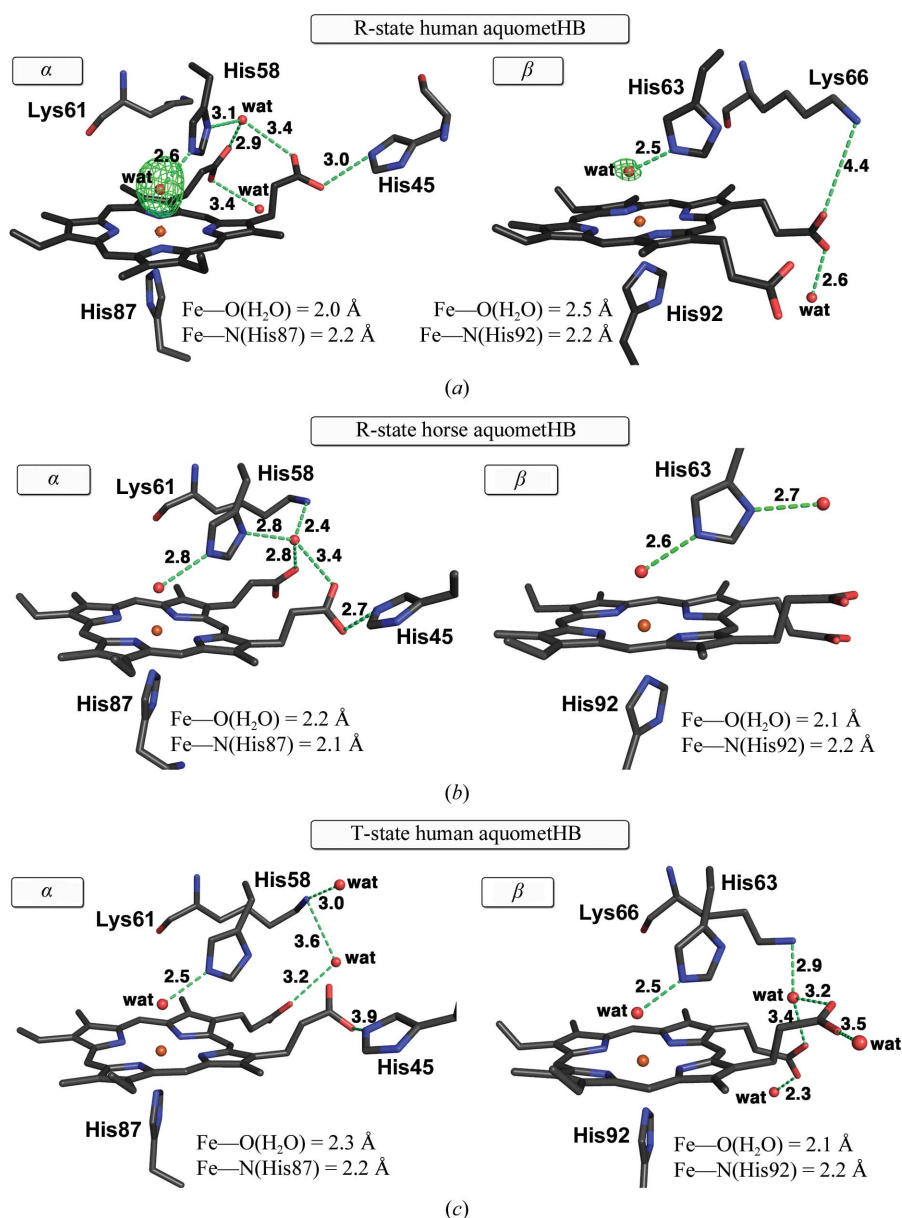 R-state human aquometHB
α
His58
Lys61
3.1
wat
2.9
3.4
2.6
wat
3.0
wat
3.4
His45
His87
Fe—O(H₂O) = 2.0 Å
Fe—N(His87) = 2.2 Å
β
His63
Lys66
2.5
wat
4.4
2.6
wat
His92
Fe—O(H₂O) = 2.5 Å
Fe—N(His92) = 2.2 Å
(a)
R-state horse aquometHB
α
His58
Lys61
2.8
2.4
2.8
2.8
3.4
2.7
His45
His87
Fe—O(H₂O) = 2.2 Å
Fe—N(His87) = 2.1 Å
β
His63
2.7
2.6
His92
Fe—O(H₂O) = 2.1 Å
Fe—N(His92) = 2.2 Å
(b)
T-state human aquometHB
α
His58
wat
Lys61
3.0
3.6
wat
2.5
3.2
wat
3.9
His45
His87
Fe—O(H₂O) = 2.3 Å
Fe—N(His87) = 2.2 Å
β
His63
Lys66
2.9
2.5
wat
wat
3.2
3.4
3.5
wat
wat
2.3
His92
Fe—O(H₂O) = 2.1 Å
Fe—N(His92) = 2.2 Å
(c)